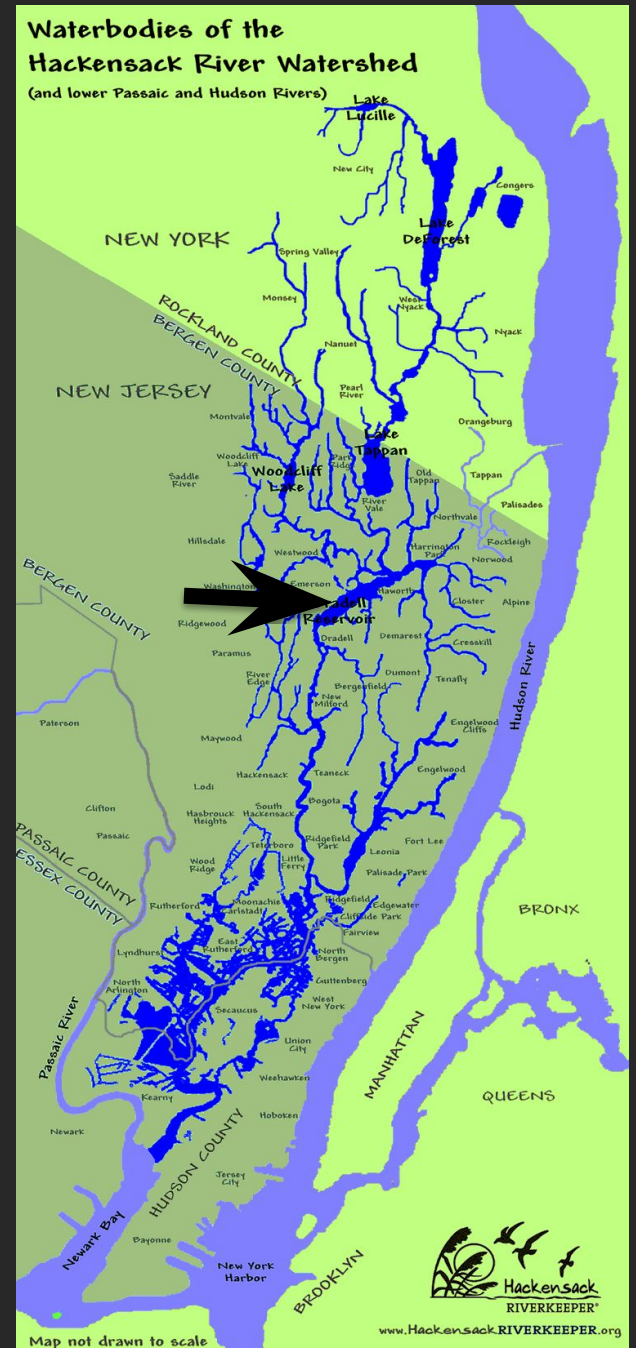 Waterbodies of the
Hackensack River Watershed
(and lower Passaic and Hudson Rivers)
Lake
Lucille
New City
Congers
Lake
DeForest
NEW YORK
Spring Valley
Monsey
West
Nyack
Nyack
ROCKLAND COUNTY
BERGEN COUNTY
Nanuet
NEW JERSEY
Pearl
River
Montvale
Orangeburg
Lake
Tappan
Woodcliff
Lake
Woodcliff
Lake
Park
Ridge
Old
Tappan
Tappan
Saddle
River
River
Vale
Palisades
Northvale
Hillsdale
Rockleigh
Westwood
Harrington
Park
Norwood
BERGEN COUNTY
Washington
Emerson
Haworth
Closter
Alpine
Reservoir
Ridgewood
Oradell
Demarest
Cresskill
Paramus
River
Edge
Dumont
Tenafly
Bergenfield
New
Milford
Hudson River
Paterson
Maywood
Englewood
Cliffs
Hackensack
Teaneck
Englewood
Lodi
Bogota
Clifton
Hasbrouck
Heights
South
Hackensack
Passaic
Teterboro
Ridgefield
Park
Fort Lee
Little
Ferry
Leonia
Wood
Ridge
Palisade Park
PASSAIC COUNTY
ESSEX COUNTY
Rutherford
Moonachie
Carlstadt
Ridgefield
Edgewater
Cliffside Park
Fairview
BRONX
East
Rutherford
Lyndhurst
North
Bergen
North
Arlington
Guttenberg
Secaucus
West
New York
Passaic River
Union
City
MANHATTAN
Weehawken
QUEENS
Kearny
Hoboken
Newark
HUDSON COUNTY
Jersey
City
Newark Bay
Bayonne
New York
Harbor
BROOKLYN
Hackensack
RIVERKEEPER®
www.HackensackRIVERKEEPER.org
Map not drawn to scale